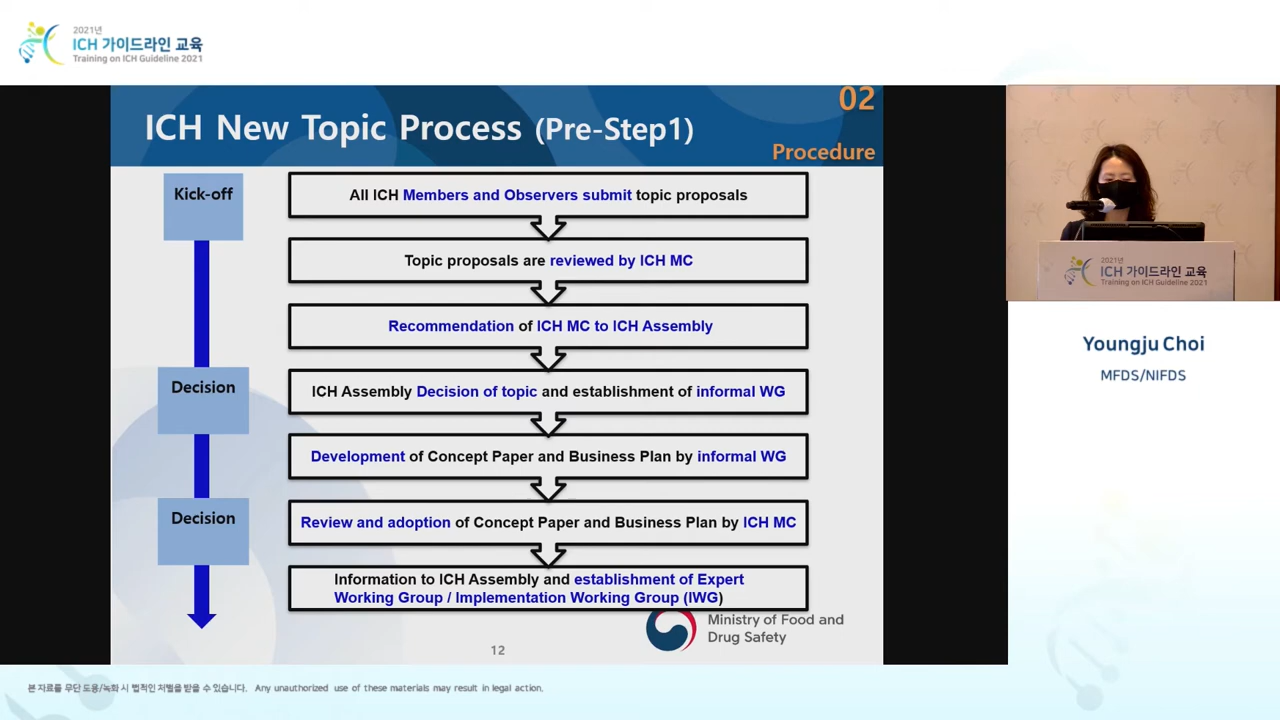 2021년
ICH 가이드라인 교육
Training on ICH Guideline 2021
ICH New Topic Process (Pre-Step1)
02
Procedure
Kick-off
All ICH Members and Observers submit topic proposals
Topic proposals are reviewed by ICH MC
Recommendation of ICH MC to ICH Assembly
Decision
ICH Assembly Decision of topic and establishment of informal WG
Development of Concept Paper and Business Plan by informal WG
Decision
Review and adoption of Concept Paper and Business Plan by ICH MC
Information to ICH Assembly and establishment of Expert
Working Group / Implementation Working Group (IWG)
Ministry of Food and
Drug Safety
12
2021년
ICH 가이드라인 교육
Training on ICH Guideline 2021
Youngju Choi
MFDS/NIFDS
본 자료를 무단 도용/녹화 시 법적인 처벌을 받을 수 있습니다. Any unauthorized use of these materials may result in legal action.